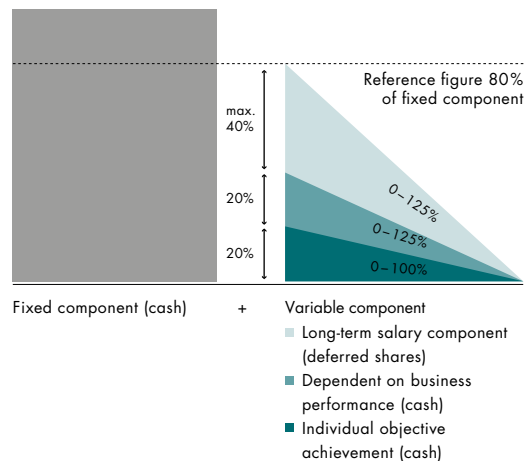 Reference figure 80%
of fixed component
max.
40%
20%
20%
0–125%
0–125%
0–100%
Fixed component (cash)
+
Variable component
Long-term salary component
(deferred shares)
Dependent on business
performance (cash)
Individual objective
achievement (cash)